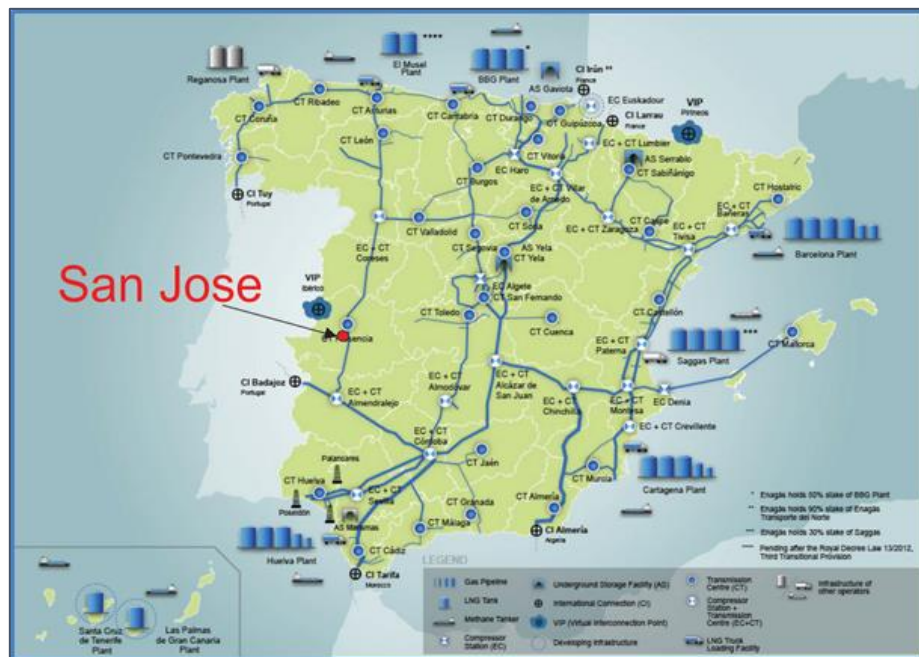 Reganosa Plant
El Musel
Plant
****
BBG Plant
*
AS Gaviota
CI Irún **
France
EC Euskadour
CI Larrau
France
VIP
Pirineos
CT Coruña
CT Ribadeo
CT Asturias
CT Cantabria
CT Durango
CT Guipúzcoa
CT Pontevedra
CT León
CT Vitoria
EC + CT Lumbier
AS Serrablo
CT Sabiñánigo
EC Haro
CT Burgos
EC + CT Vilar
de Arnedo
CT Hostalric
CI Tuy
Portugal
EC + CT
Coreses
CT Valladolid
CT Soria
EC + CT Zaragoza
CT Caspe
EC + CT
Tivisa
EC + CT
Bañeras
Barcelona Plant
CT Segovia
AS Yela
CT Yela
San Jose
VIP
Ibérico
EC Algete
CT San Fernando
CT Toledo
CT Cuenca
CT Castellón
CT Mallorca
EC + CT
Paterna
Saggas Plant
***
CI Badajoz
Portugal
EC + CT
Almendralejo
EC + CT
Almodóvar
EC + CT
Alcázar de
San Juan
EC + CT
Chinchilla
EC + CT
Montesa
EC Denia
EC + CT Crevillente
EC + CT
Córdoba
CT Jaén
Palancares
CT Huelva
Poseidón
EC + CT
Sevilla
AS Marismas
CT Granada
CT Málaga
CT Almería
CT Murcia
Cartagena Plant
Huelva Plant
CT Cádiz
CI Tarifa
Morocco
CI Almería
Argelia
* Enagás holds 50% stake of BBG Plant
** Enagás holds 90% stake of Enagás
Transporte del Norte
*** Enagás holds 30% stake of Saggas
**** Pending after the Royal Decree Law 13/2012,
Third Transitional Provision
Santa Cruz
de Tenerife
Plant
Las Palmas
de Gran Canaria
Plant
LEGEND
Gas Pipeline
LNG Tank
Methane Tanker
Compressor
Station (EC)
Underground Storage Facility (AS)
International Connection (CI)
VIP (Virtual Interconnection Point)
Developing Infrastructure
Transmission
Centre (CT)
Compressor
Station +
Transmission
Centre (EC+CT)
LNG Truck
Loading Facility
Infrastructure of
other operators